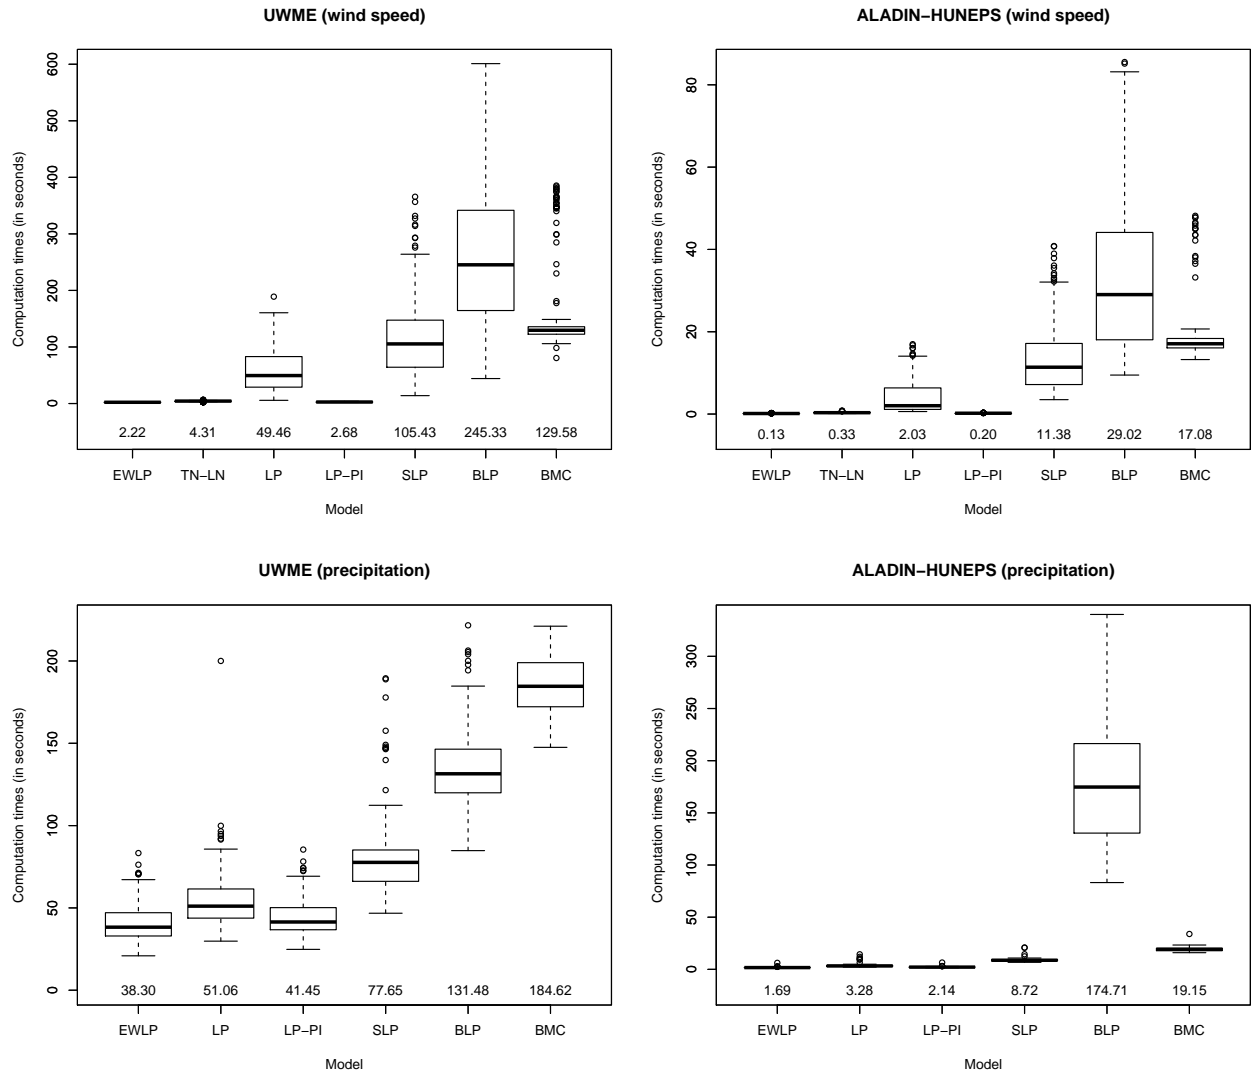 UWME (wind speed)
Computation times (in seconds)
600
500
400
300
200
100
0
2.22 4.31 49.46 2.68 105.43 245.33 129.58
EWLP TN−LN LP LP−PI SLP BLP BMC
Model
ALADIN−HUNEPS (wind speed)
Computation times (in seconds)
80
60
40
20
0
0.13 0.33 2.03 0.20 11.38 29.02 17.08
EWLP TN−LN LP LP−PI SLP BLP BMC
Model
UWME (precipitation)
Computation times (in seconds)
200
150
100
50
0
38.30 51.06 41.45 77.65 131.48 184.62
EWLP LP LP−PI SLP BLP BMC
Model
ALADIN−HUNEPS (precipitation)
Computation times (in seconds)
300
250
200
150
100
50
0
1.69 3.28 2.14 8.72 174.71 19.15
EWLP LP LP−PI SLP BLP BMC
Model